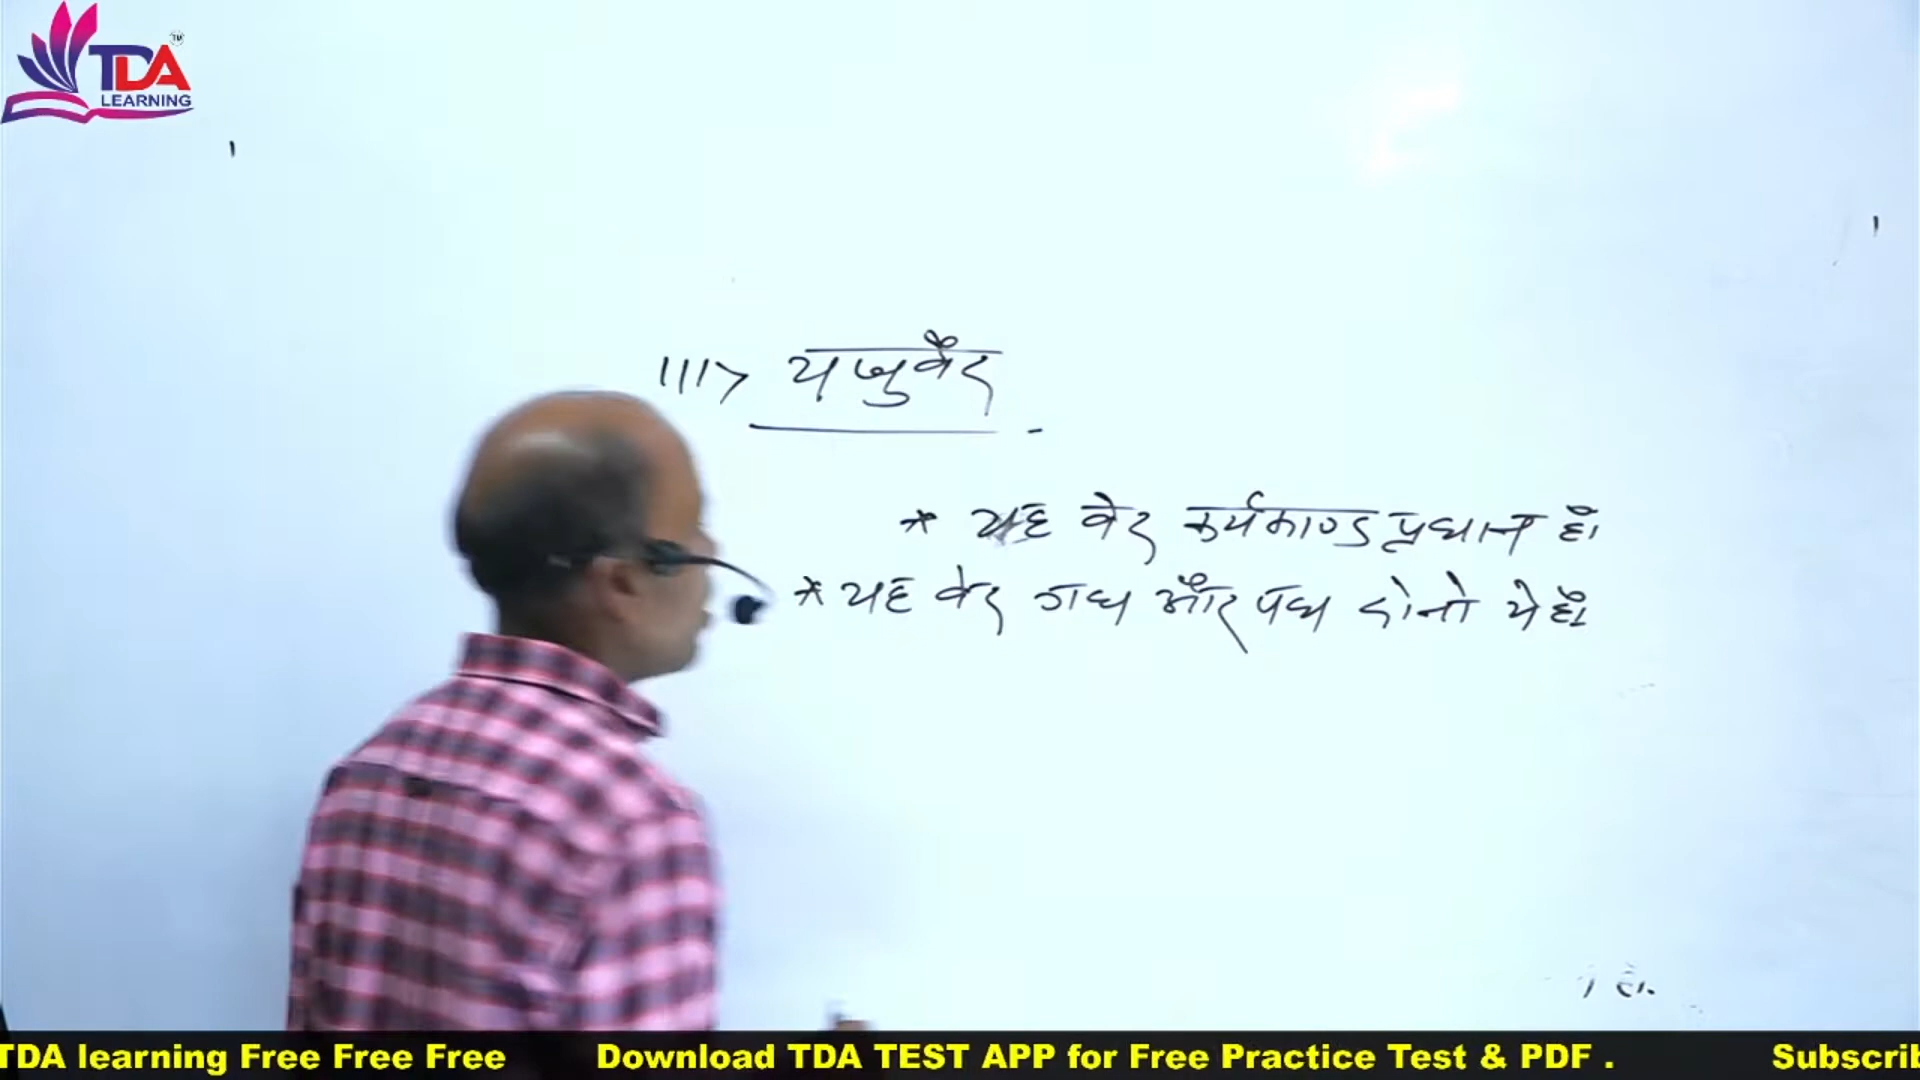 TDA
LEARNING
III> यजुर्वेद
* यह वेद कर्मकाण्ड प्रधान है।
* यह वेद गद्य और पद्य दोनो मे है।
TDA learning Free Free Free Download TDA TEST APP for Free Practice Test & PDF . Subscrib